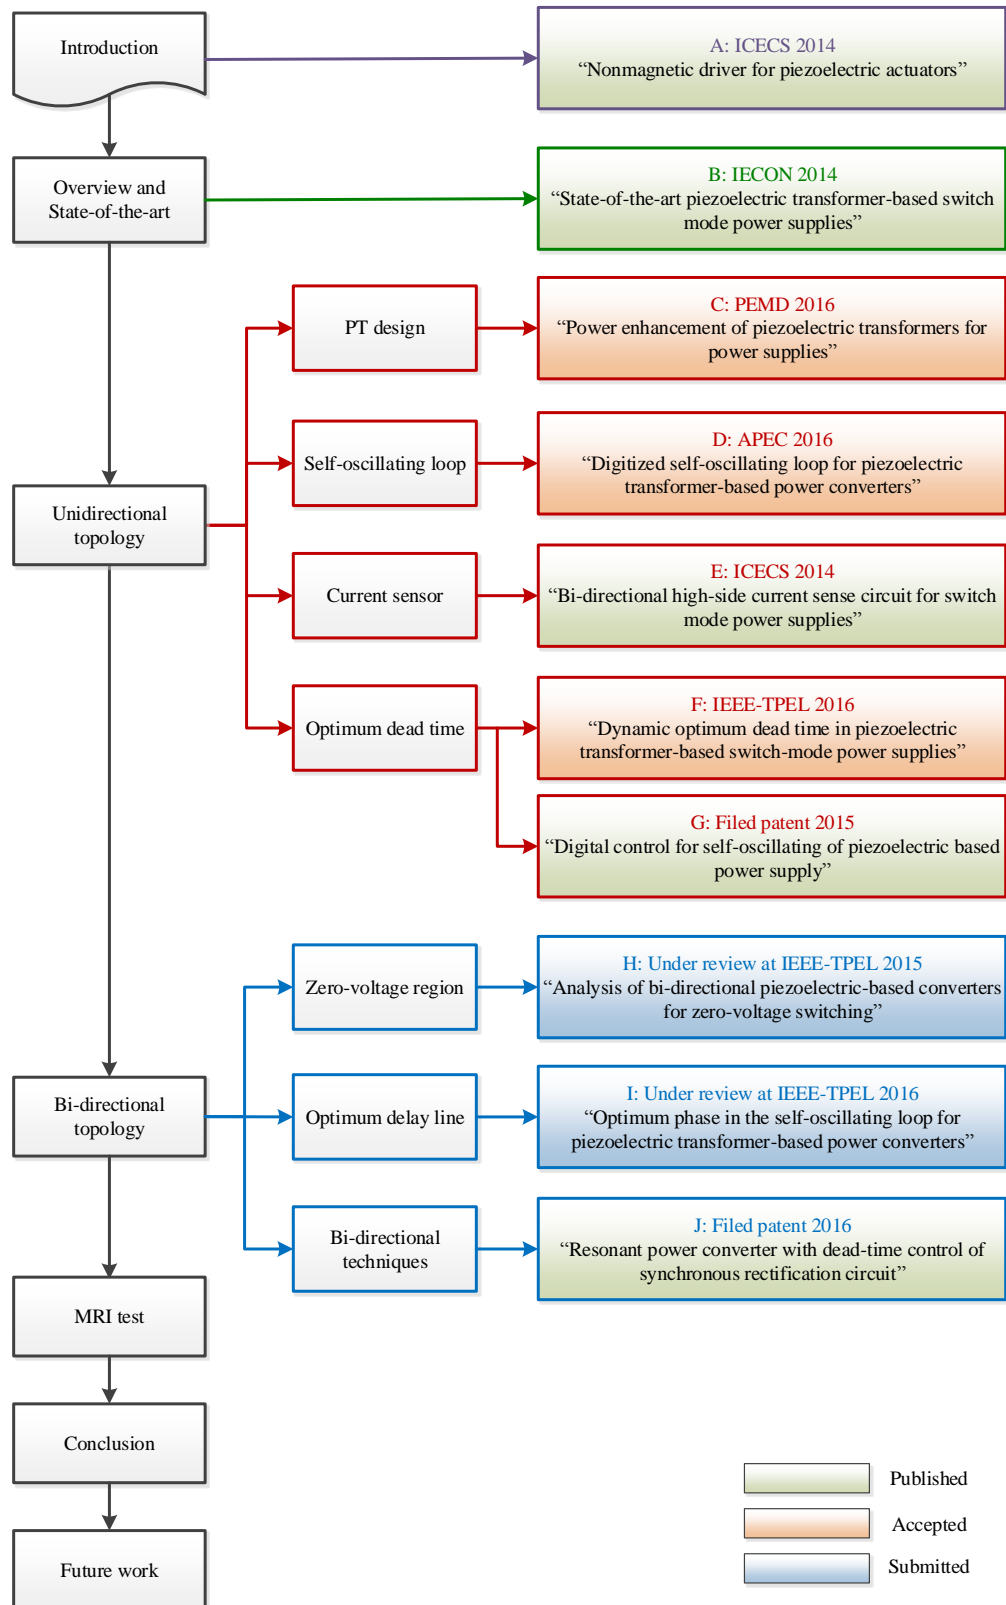 Introduction
A: ICECS 2014
“Nonmagnetic driver for piezoelectric actuators”
Overview and
State-of-the-art
B: IECON 2014
“State-of-the-art piezoelectric transformer-based switch
mode power supplies”
Unidirectional
topology
PT design
C: PEMD 2016
“Power enhancement of piezoelectric transformers for
power supplies”
Self-oscillating loop
D: APEC 2016
“Digitized self-oscillating loop for piezoelectric
transformer-based power converters”
Current sensor
E: ICECS 2014
“Bi-directional high-side current sense circuit for switch
mode power supplies”
Optimum dead time
F: IEEE-TPEL 2016
“Dynamic optimum dead time in piezoelectric
transformer-based switch-mode power supplies”
G: Filed patent 2015
“Digital control for self-oscillating of piezoelectric based
power supply”
Bi-directional
topology
Zero-voltage region
H: Under review at IEEE-TPEL 2015
“Analysis of bi-directional piezoelectric-based converters
for zero-voltage switching”
Optimum delay line
I: Under review at IEEE-TPEL 2016
“Optimum phase in the self-oscillating loop for
piezoelectric transformer-based power converters”
Bi-directional
techniques
J: Filed patent 2016
“Resonant power converter with dead-time control of
synchronous rectification circuit”
MRI test
Conclusion
Future work
Published
Accepted
Submitted